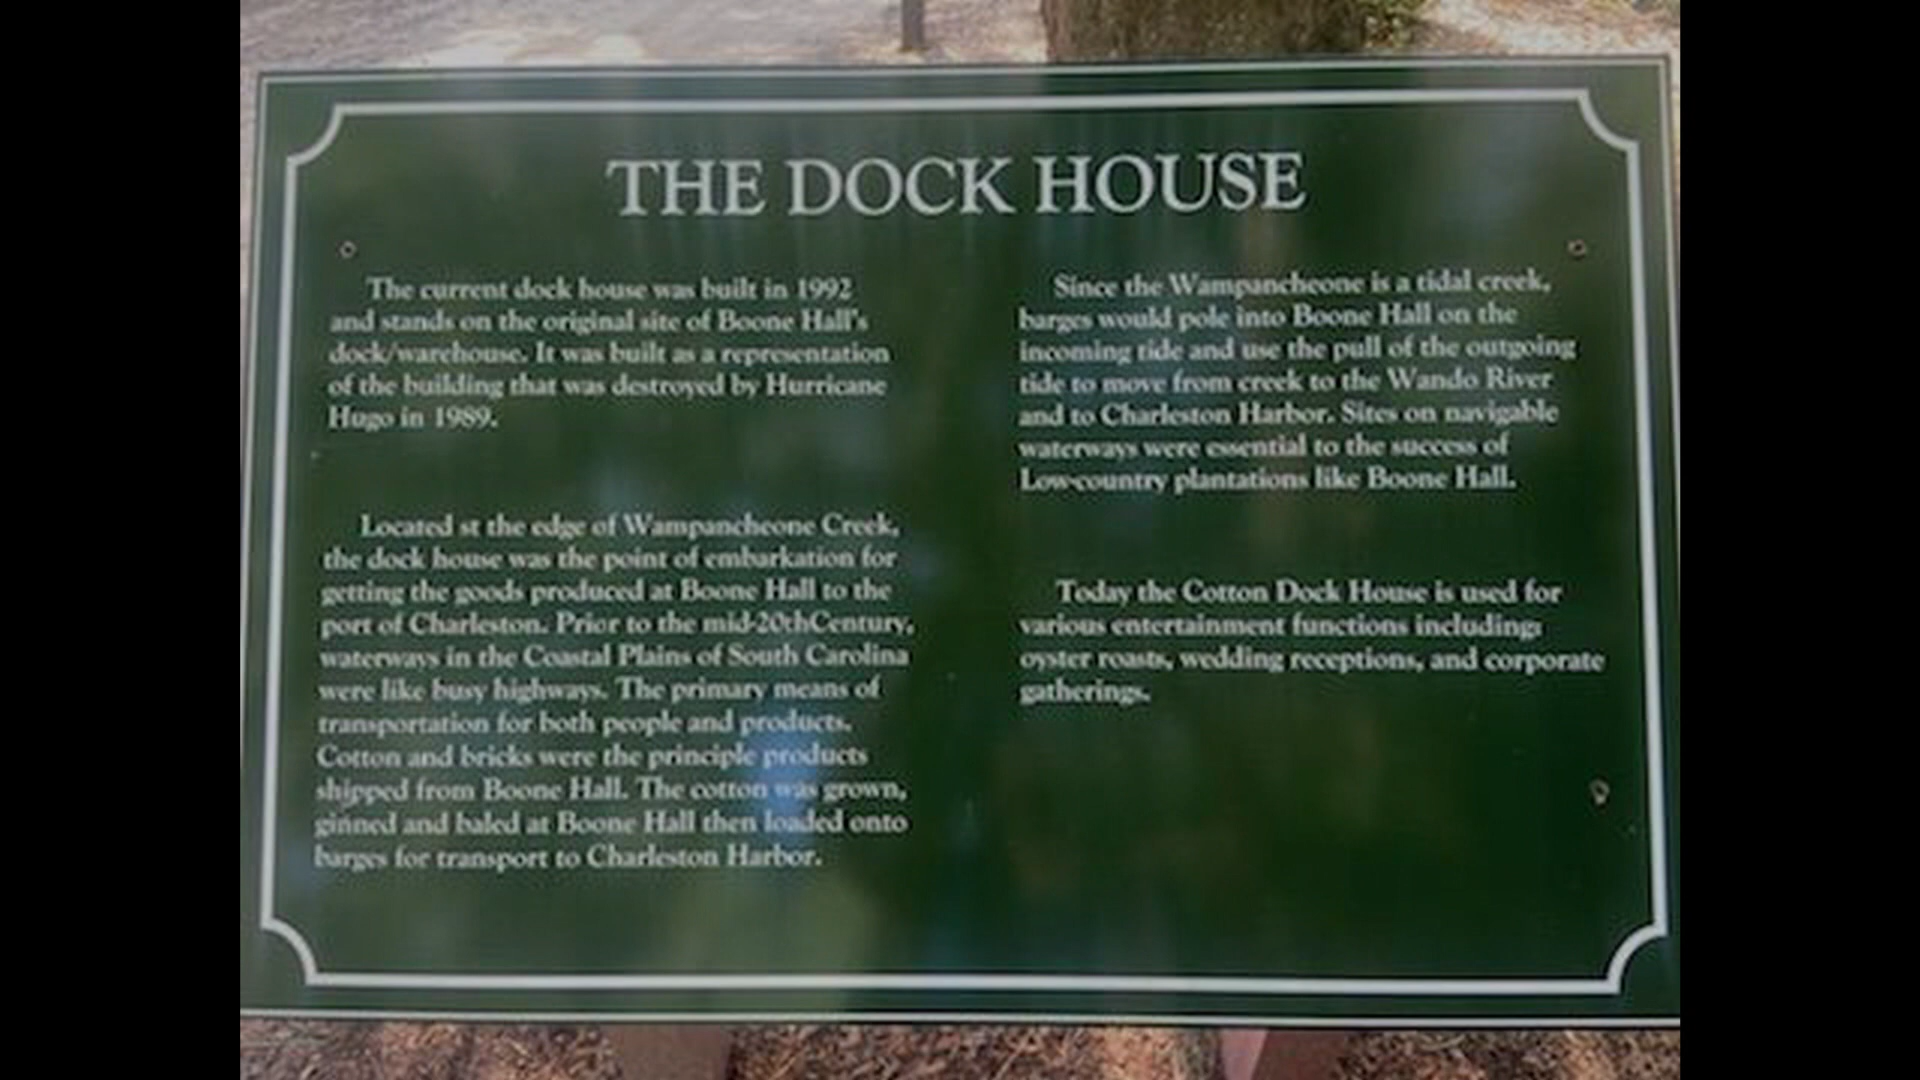 THE DOCK HOUSE
The current dock house was built in 1992
and stands on the original site of Boone Hall's
dock/warehouse. It was built as a representation
of the building that was destroyed by Hurricane
Hugo in 1989.
Located st the edge of Wampancheone Creek,
the dock house was the point of embarkation for
getting the goods produced at Boone Hall to the
port of Charleston. Prior to the mid-20thCentury,
waterways in the Coastal Plains of South Carolina
were like busy highways. The primary means of
transportation for both people and products.
Cotton and bricks were the principle products
shipped from Boone Hall. The cotton was grown,
ginned and baled at Boone Hall then loaded onto
barges for transport to Charleston Harbor.
Since the Wampancheone is a tidal creek,
barges would pole into Boone Hall on the
incoming tide and use the pull of the outgoing
tide to move from creek to the Wando River
and to Charleston Harbor. Sites on navigable
waterways were essential to the success of
Low-country plantations like Boone Hall.
Today the Cotton Dock House is used for
various entertainment functions including:
oyster roasts, wedding receptions, and corporate
gatherings.